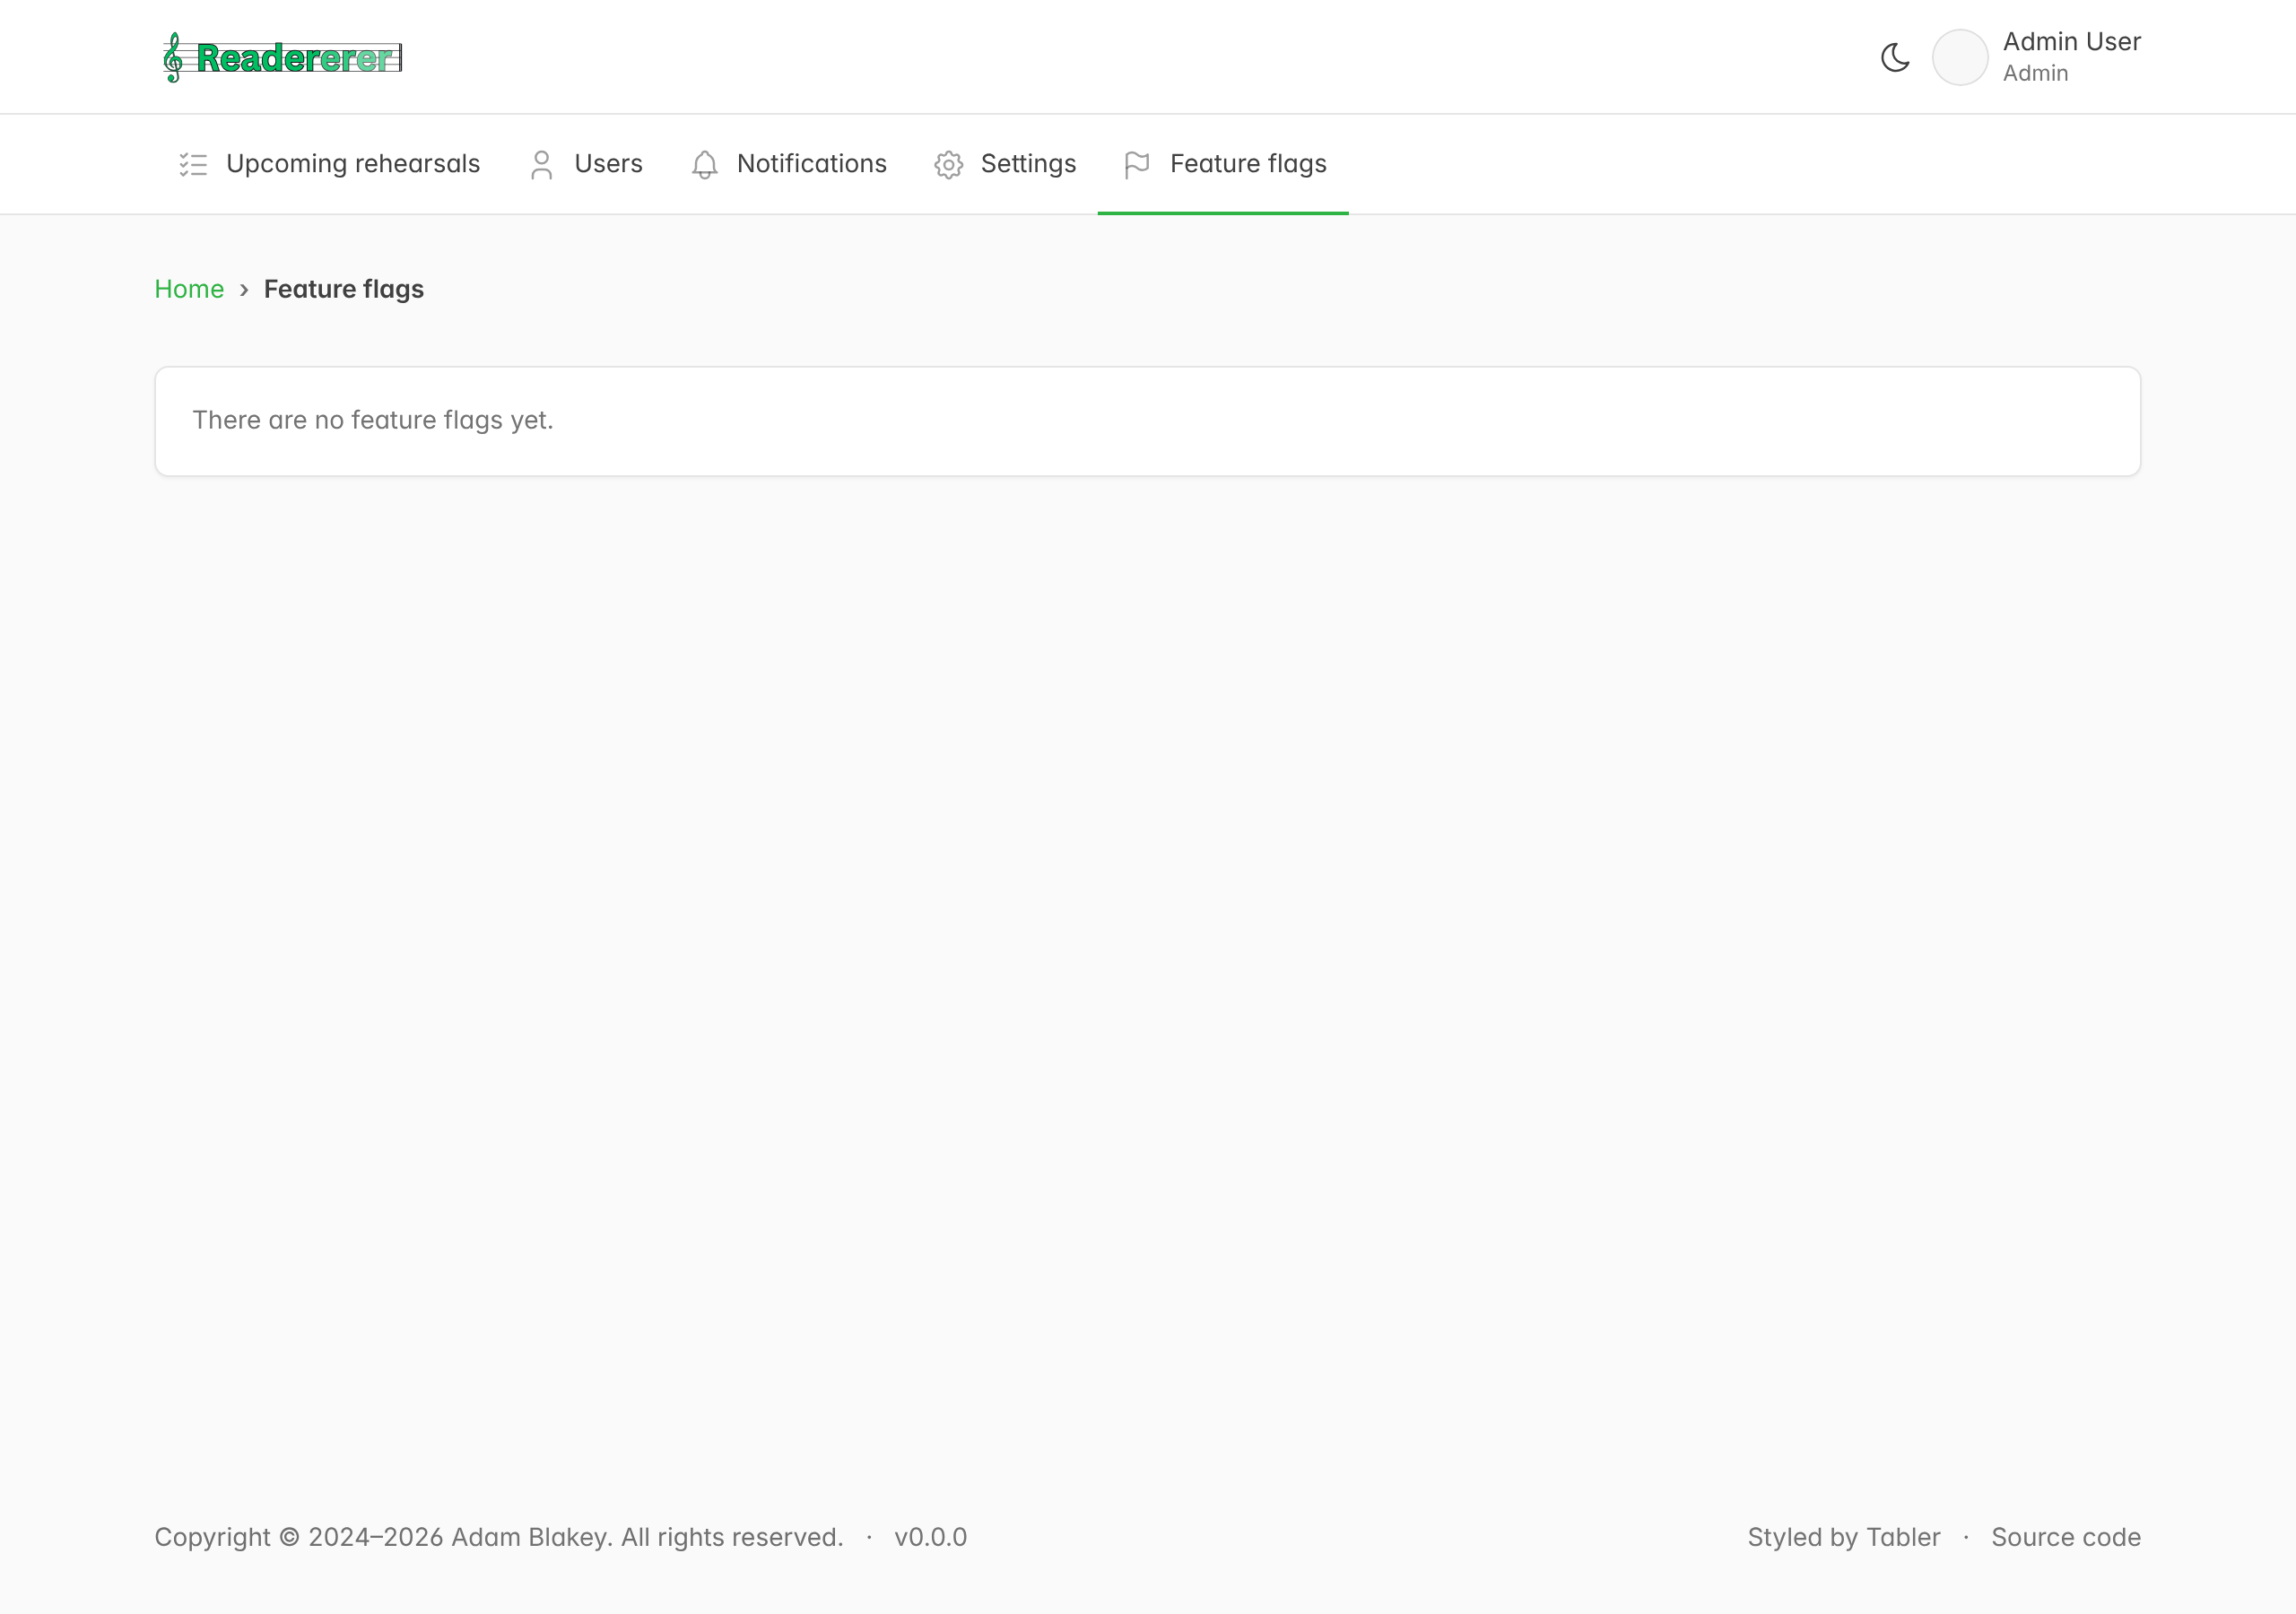 Readererer
Admin User
Admin
Upcoming rehearsals
Users
Notifications
Settings
Feature flags
Home › Feature flags
There are no feature flags yet.
Copyright © 2024–2026 Adam Blakey. All rights reserved. · v0.0.0
Styled by Tabler · Source code